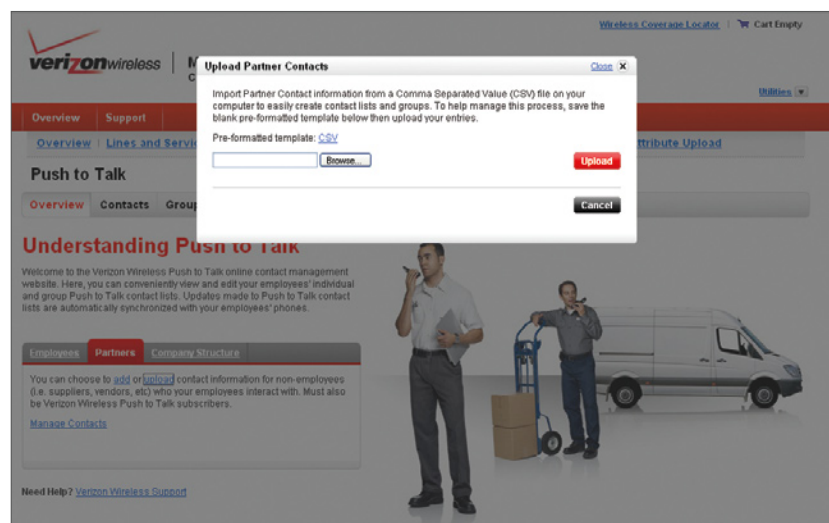 Wireless Coverage Locator | Cart Empty
verizonwireless | M
C
Utilities
Overview Support
Overview | Lines and Servic
ttribute Upload
Push to Talk
Overview Contacts Group
Upload Partner Contacts Close X
Import Partner Contact information from a Comma Separated Value (CSV) file on your
computer to easily create contact lists and groups. To help manage this process, save the
blank pre-formatted template below then upload your entries.
Pre-formatted template: CSV
Browse... Upload
Cancel
Understanding Push to Talk
Welcome to the Verizon Wireless Push to Talk online contact management
website. Here, you can conveniently view and edit your employees' individual
and group Push to Talk contact lists. Updates made to Push to Talk contact
lists are automatically synchronized with your employees' phones.
Employees Partners Company Structure
You can choose to add or upload contact information for non-employees
(i.e. suppliers, vendors, etc) who your employees interact with. Must also
be Verizon Wireless Push to Talk subscribers.
Manage Contacts
Need Help? Verizon Wireless Support